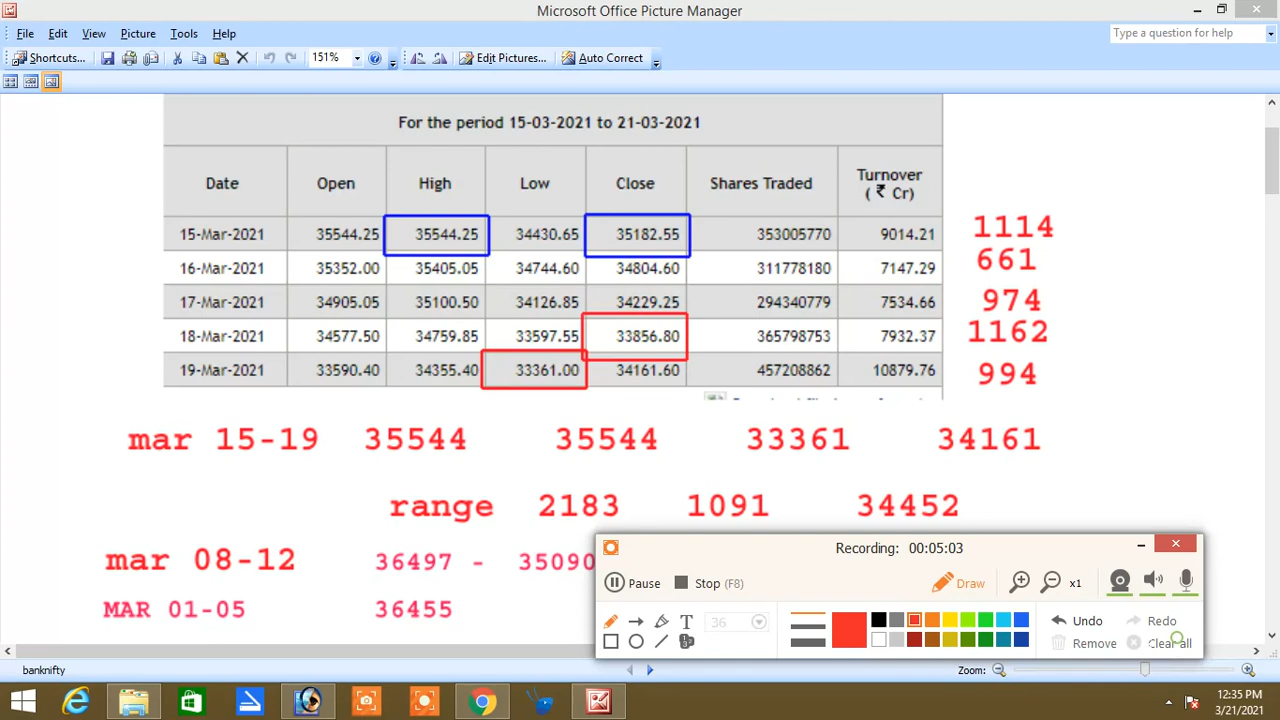 Microsoft Office Picture Manager
File Edit View Picture Tools Help
Type a question for help
Shortcuts... 151% Edit Pictures... Auto Correct
For the period 15-03-2021 to 21-03-2021
Date Open High Low Close Shares Traded Turnover ( ₹ Cr)
15-Mar-2021 35544.25 35544.25 34430.65 35182.55 353005770 9014.21 1114
16-Mar-2021 35352.00 35405.05 34744.60 34804.60 311778180 7147.29 661
17-Mar-2021 34905.05 35100.50 34126.85 34229.25 294340779 7534.66 974
18-Mar-2021 34577.50 34759.85 33597.55 33856.80 365798753 7932.37 1162
19-Mar-2021 33590.40 34355.40 33361.00 34161.60 457208862 10879.76 994
mar 15-19 35544 35544 33361 34161
range 2183 1091 34452
mar 08-12 36497 - 35090
MAR 01-05 36455
Recording: 00:05:03
Pause Stop (F8) Draw x1
T 36 Undo Redo
Remove Clear all
banknifty Zoom:
12:35 PM
3/21/2021